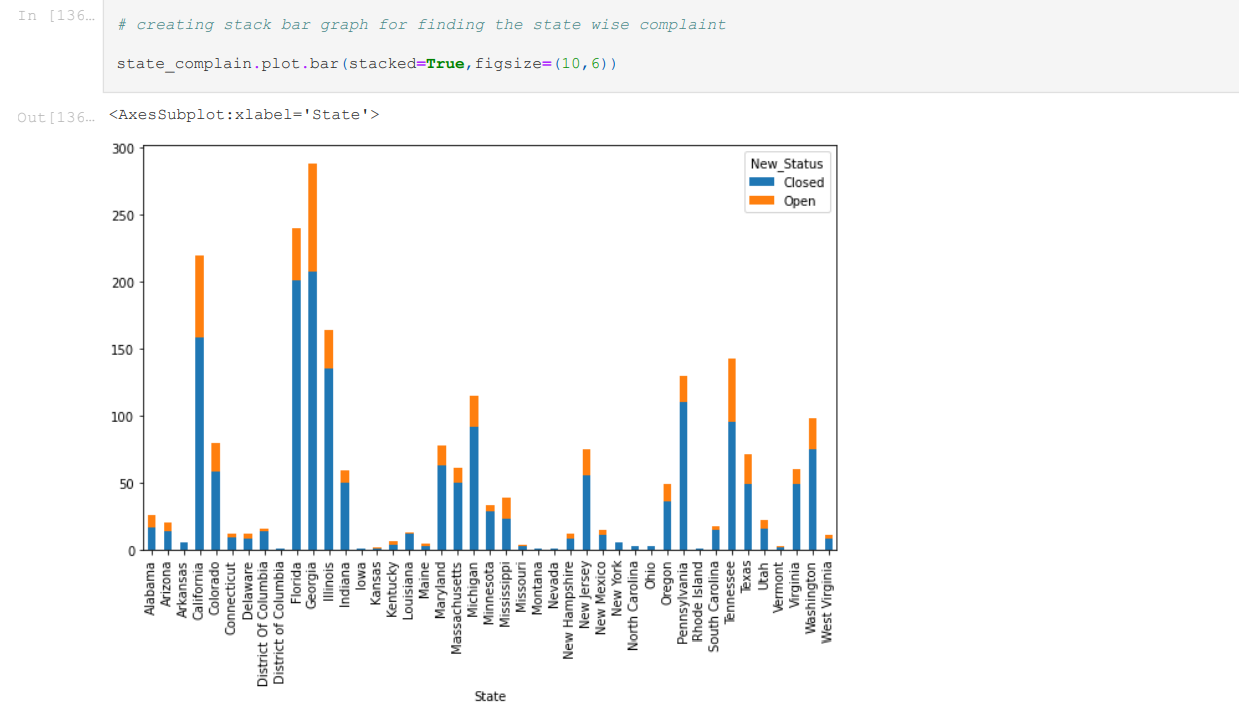 In [136…
# creating stack bar graph for finding the state wise complaint
state_complain.plot.bar(stacked=True,figsize=(10,6))
Out[136…
<AxesSubplot:xlabel='State'>
300
250
200
150
100
50
0
New_Status
Closed
Open
Alabama
Arizona
Arkansas
California
Colorado
Connecticut
Delaware
District Of Columbia
District of Columbia
Florida
Georgia
Illinois
Indiana
Iowa
Kansas
Kentucky
Louisiana
Maine
Maryland
Massachusetts
Michigan
Minnesota
Mississippi
Missouri
Montana
Nevada
New Hampshire
New Jersey
New Mexico
New York
North Carolina
Ohio
Oregon
Pennsylvania
Rhode Island
South Carolina
Tennessee
Texas
Utah
Vermont
Virginia
Washington
West Virginia
State